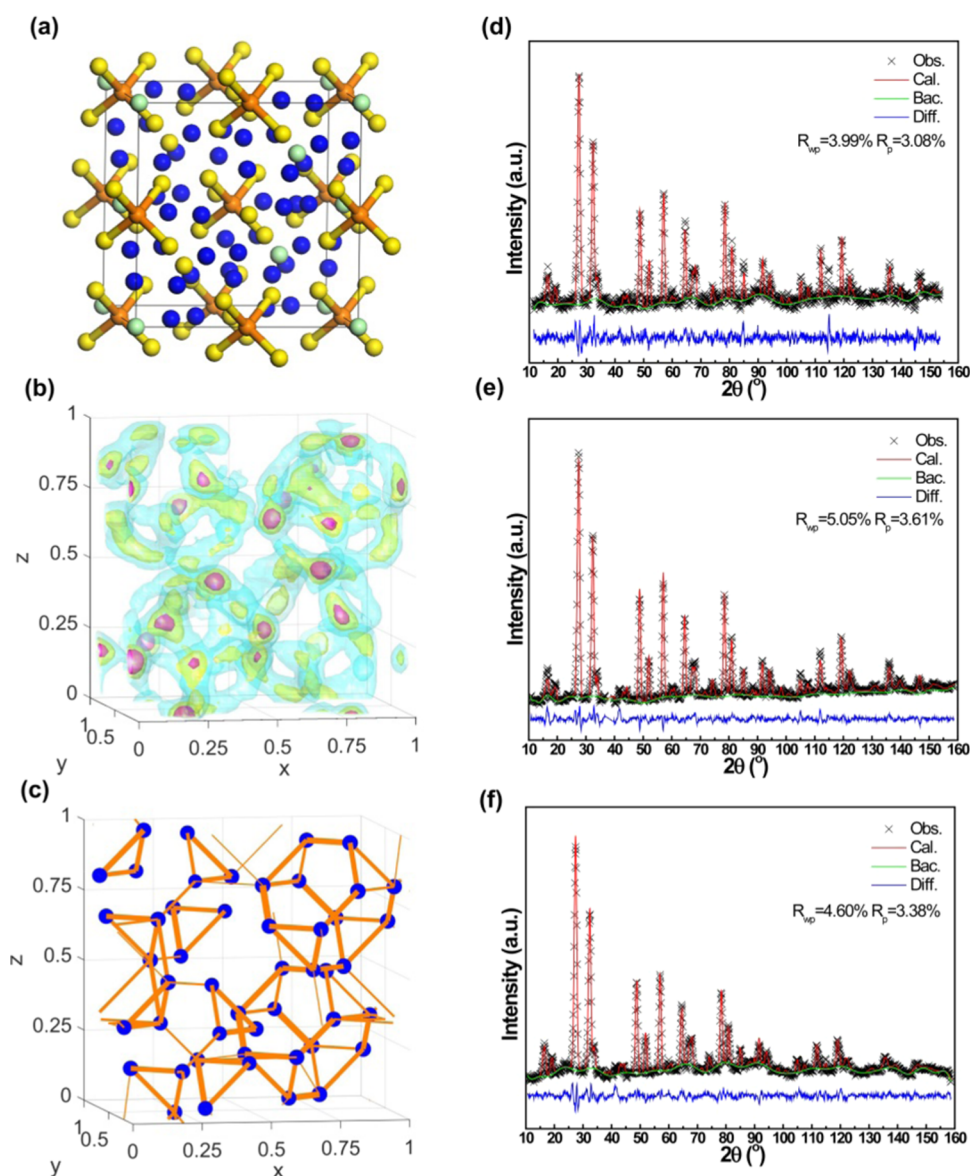 (a)
(b)
1
0.75
z
0.5
0.25
0
1
0.5
y
0
0.25
0.5
0.75
1
x
(c)
1
0.75
z
0.5
0.25
0
1
0.5
y
0
0.25
0.5
0.75
1
x
(d)
Intensity (a.u.)
Obs.
Cal.
Bac.
Diff.
Rwp=3.99% Rp=3.08%
10 20 30 40 50 60 70 80 90 100 110 120 130 140 150 160
2θ (°)
(e)
Intensity (a.u.)
Obs.
Cal.
Bac.
Diff.
Rwp=5.05% Rp=3.61%
10 20 30 40 50 60 70 80 90 100 110 120 130 140 150 160
2θ (°)
(f)
Intensity (a.u.)
Obs.
Cal.
Bac.
Diff.
Rwp=4.60% Rp=3.38%
10 20 30 40 50 60 70 80 90 100 110 120 130 140 150 160
2θ (°)